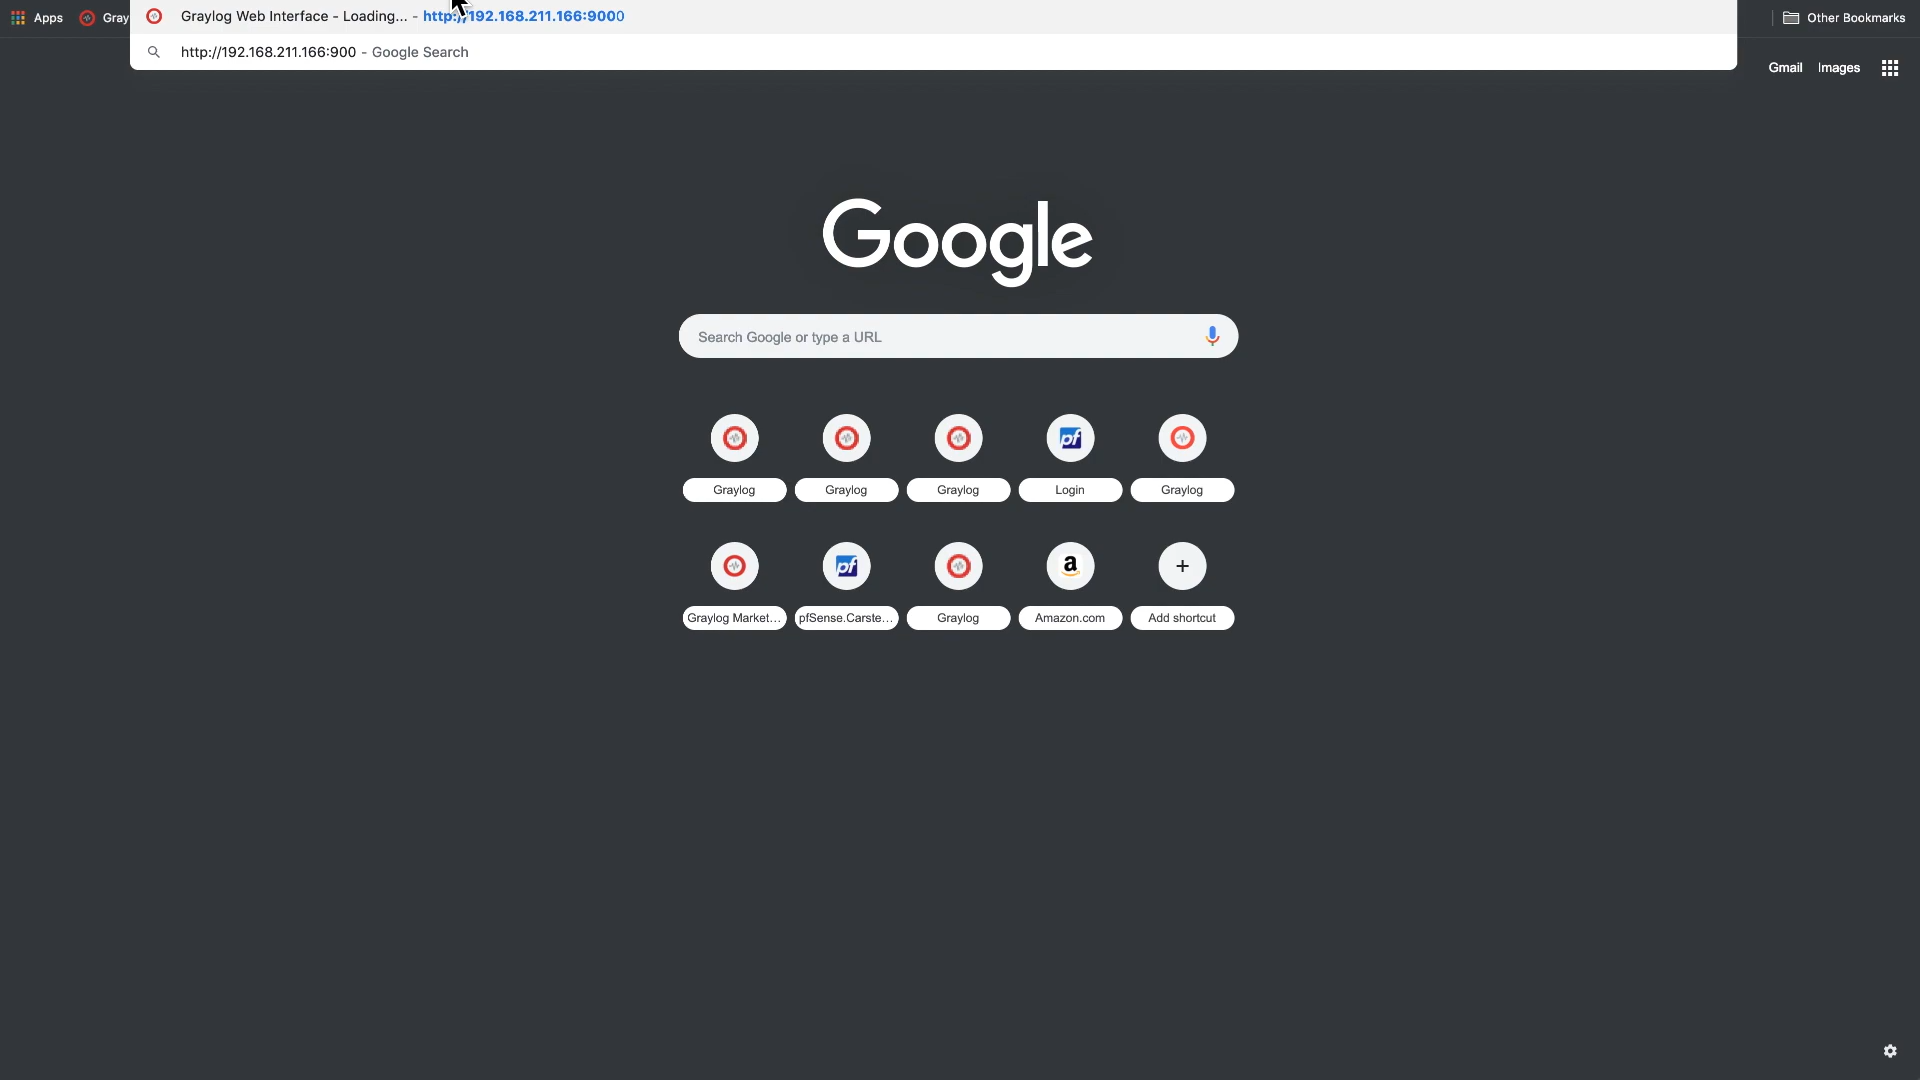 Apps
Gray
Graylog Web Interface - Loading... - http://192.168.211.166:9000
http://192.168.211.166:900 - Google Search
Other Bookmarks
Gmail
Images
Google
Search Google or type a URL
pf
Graylog
Graylog
Graylog
Login
Graylog
pf
a
Graylog Market...
pfSense.Carste...
Graylog
Amazon.com
Add shortcut